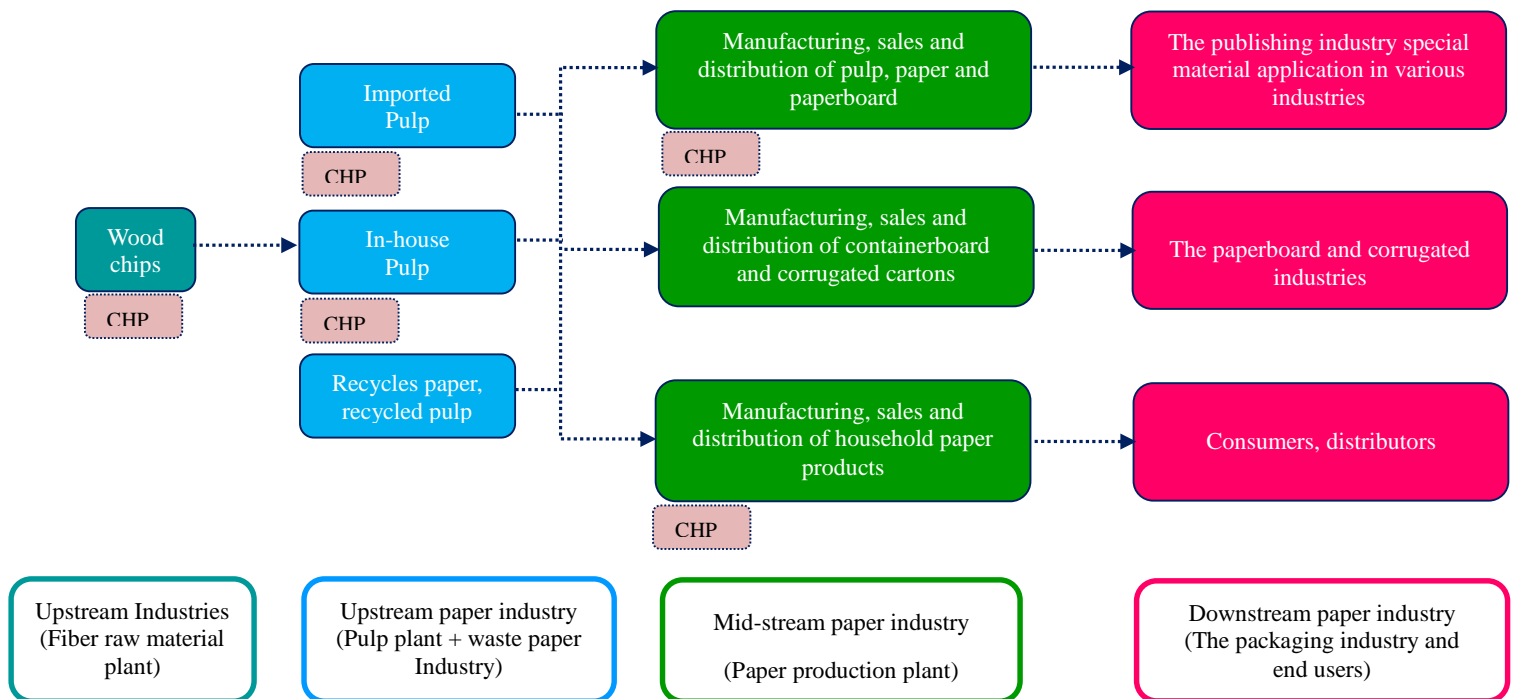 Wood
chips
CHP
Imported
Pulp
CHP
In-house
Pulp
CHP
Recycles paper,
recycled pulp
Manufacturing, sales and
distribution of pulp, paper and
paperboard
CHP
Manufacturing, sales and
distribution of containerboard
and corrugated cartons
Manufacturing, sales and
distribution of household paper
products
CHP
The publishing industry special
material application in various
industries
The paperboard and corrugated
industries
Consumers, distributors
Upstream Industries
(Fiber raw material
plant)
Upstream paper industry
(Pulp plant + waste paper
Industry)
Mid-stream paper industry
(Paper production plant)
Downstream paper industry
(The packaging industry and
end users)